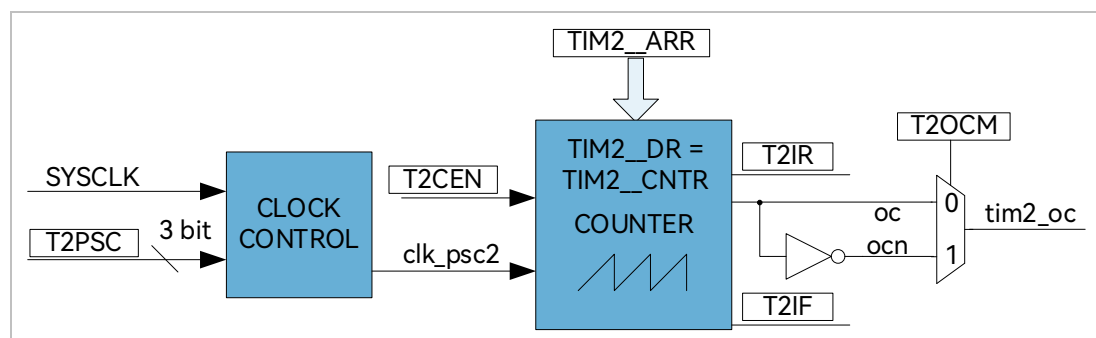 TIM2__ARR
T2OCM
TIM2__DR =
TIM2__CNTR
COUNTER
T2IR
SYSCLK
T2CEN
CLOCK
CONTROL
0
oc
tim2_oc
T2PSC
3 bit
clk_psc2
ocn
1
T2IF